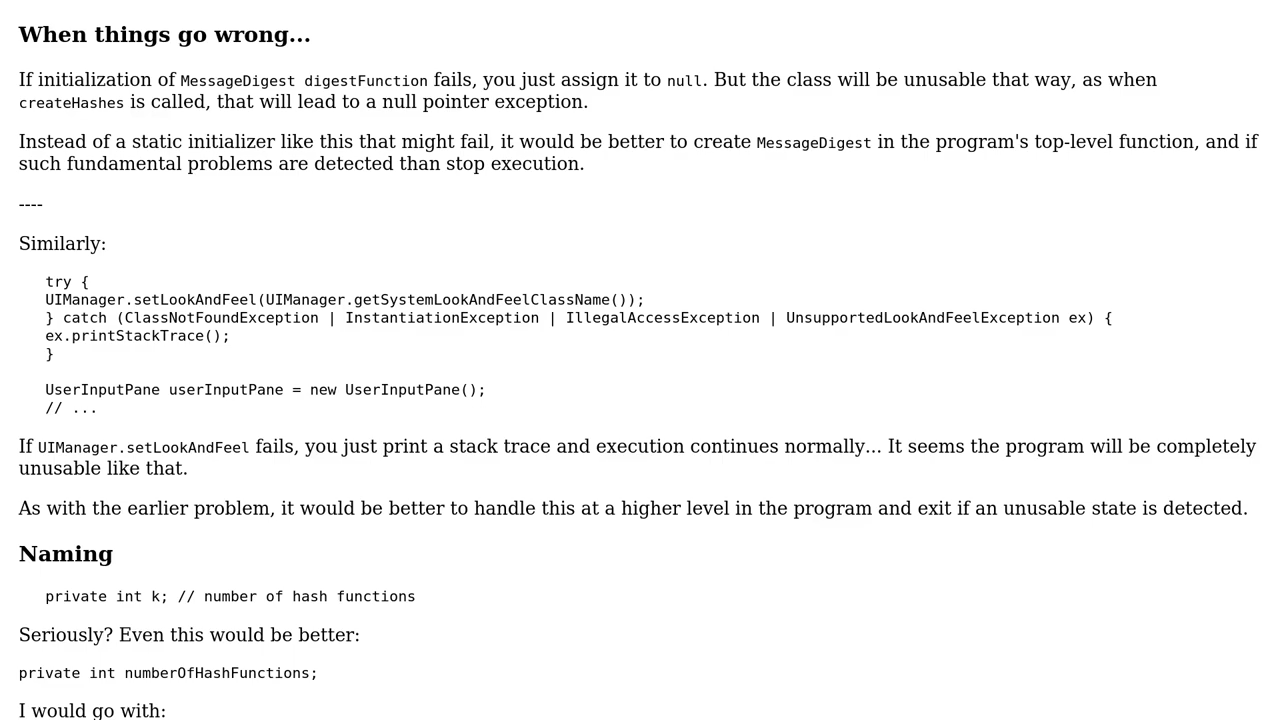 When things go wrong...
If initialization of MessageDigest digestFunction fails, you just assign it to null. But the class will be unusable that way, as when
createHashes is called, that will lead to a null pointer exception.
Instead of a static initializer like this that might fail, it would be better to create MessageDigest in the program's top-level function, and if
such fundamental problems are detected than stop execution.
----
Similarly:
try {
UIManager.setLookAndFeel(UIManager.getSystemLookAndFeelClassName());
} catch (ClassNotFoundException | InstantiationException | IllegalAccessException | UnsupportedLookAndFeelException ex) {
ex.printStackTrace();
}
UserInputPane userInputPane = new UserInputPane();
// ...
If UIManager.setLookAndFeel fails, you just print a stack trace and execution continues normally... It seems the program will be completely
unusable like that.
As with the earlier problem, it would be better to handle this at a higher level in the program and exit if an unusable state is detected.
Naming
private int k; // number of hash functions
Seriously? Even this would be better:
private int numberOfHashFunctions;
I would go with: